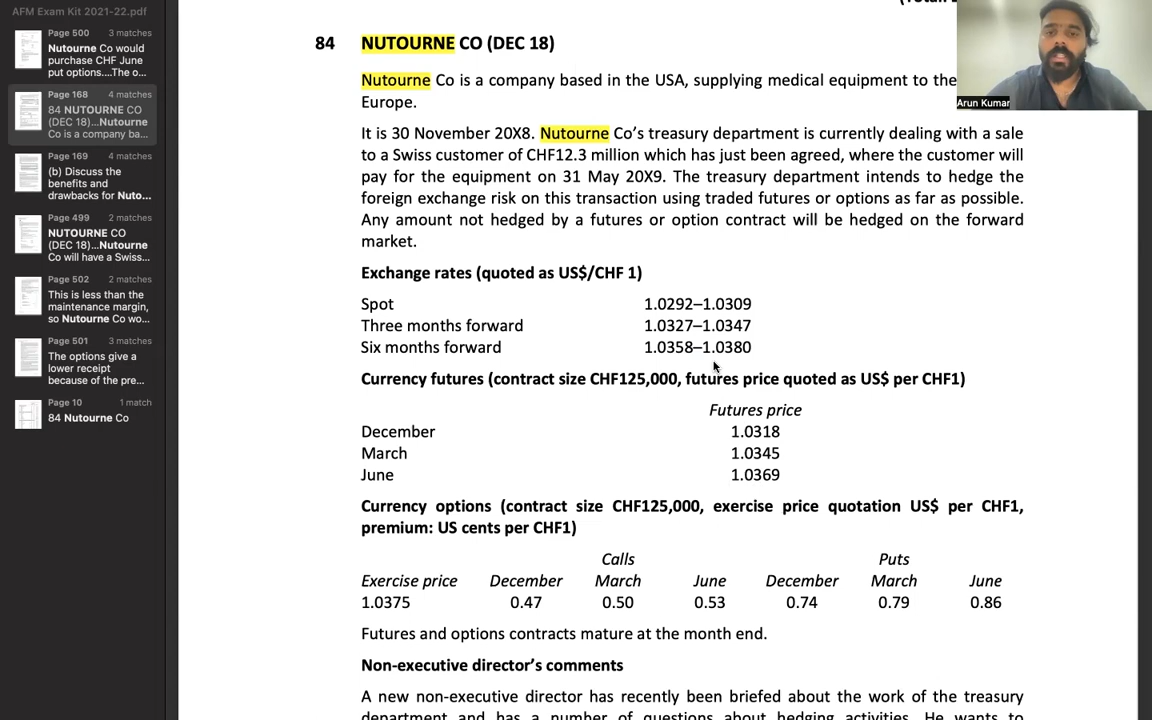 AFM Exam Kit 2021-22.pdf
Page 500 3 matches
Nutourne Co would
purchase CHF June
put options....The o...
Page 168 4 matches
84 NUTOURNE CO
(DEC 18)...Nutourne
Co is a company ba...
Page 169 4 matches
(b) Discuss the
benefits and
drawbacks for Nuto...
Page 499 2 matches
NUTOURNE CO
(DEC 18)...Nutourne
Co will have a Swiss...
Page 502 2 matches
This is less than the
maintenance margin,
so Nutourne Co wo...
Page 501 3 matches
The options give a
lower receipt
because of the pre...
Page 10 1 match
84 Nutourne Co
84 NUTOURNE CO (DEC 18)
Nutourne Co is a company based in the USA, supplying medical equipment to the
Europe.
It is 30 November 20X8. Nutourne Co's treasury department is currently dealing with a sale
to a Swiss customer of CHF12.3 million which has just been agreed, where the customer will
pay for the equipment on 31 May 20X9. The treasury department intends to hedge the
foreign exchange risk on this transaction using traded futures or options as far as possible.
Any amount not hedged by a futures or option contract will be hedged on the forward
market.
Exchange rates (quoted as US$/CHF 1)
Spot 1.0292–1.0309
Three months forward 1.0327–1.0347
Six months forward 1.0358–1.0380
Currency futures (contract size CHF125,000, futures price quoted as US$ per CHF1)
Futures price
December 1.0318
March 1.0345
June 1.0369
Currency options (contract size CHF125,000, exercise price quotation US$ per CHF1,
premium: US cents per CHF1)
Calls Puts
Exercise price December March June December March June
1.0375 0.47 0.50 0.53 0.74 0.79 0.86
Futures and options contracts mature at the month end.
Non-executive director's comments
A new non-executive director has recently been briefed about the work of the treasury
department and has a number of questions about hedging activities. He wants to
Arun Kumar